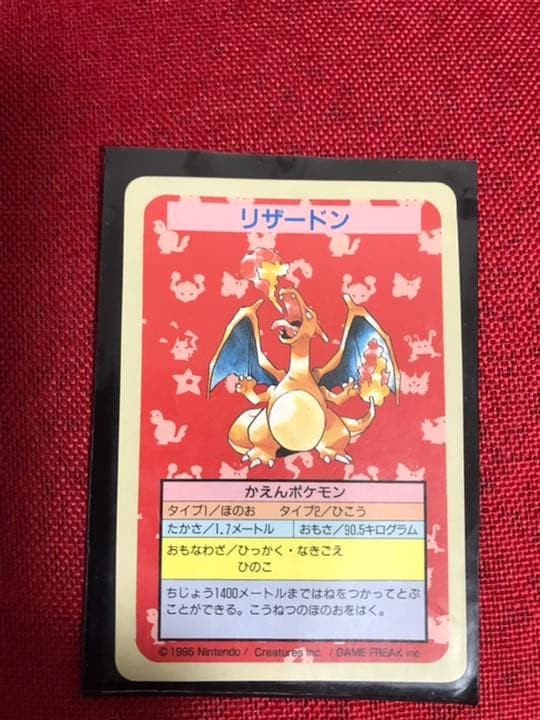 リザードン
かえんポケモン
タイプ1/ほのお　タイプ2/ひこう
たかさ/1.7メートル　おもさ/90.5キログラム
おもなわざ/ひっかく・なきごえ
ひのこ
ちじょう1400メートルまではねをつかってとぶ
ことができる。こうねつのほのおをはく。
©1995 Nintendo/ Creatures inc. / GAME FREAK inc.